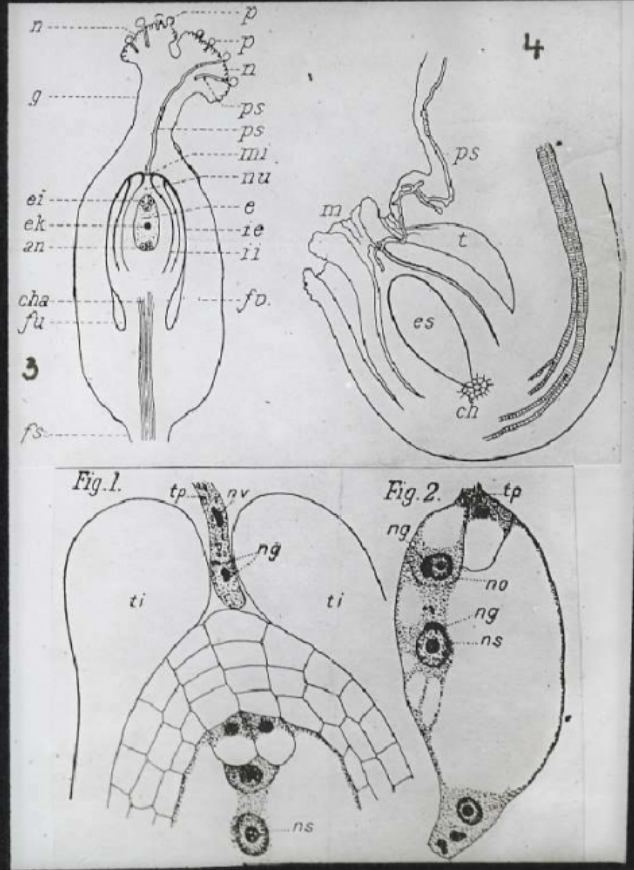 n
p
p
n
g
ps
ps
mi
nu
ei
e
ek
ie
an
ii
cha
fu
3
fs
4
ps
m
t
es
ch
Fig.1.
tp
nv
ng
ti
ti
ns
Fig.2.
tp
ng
no
ng
ns